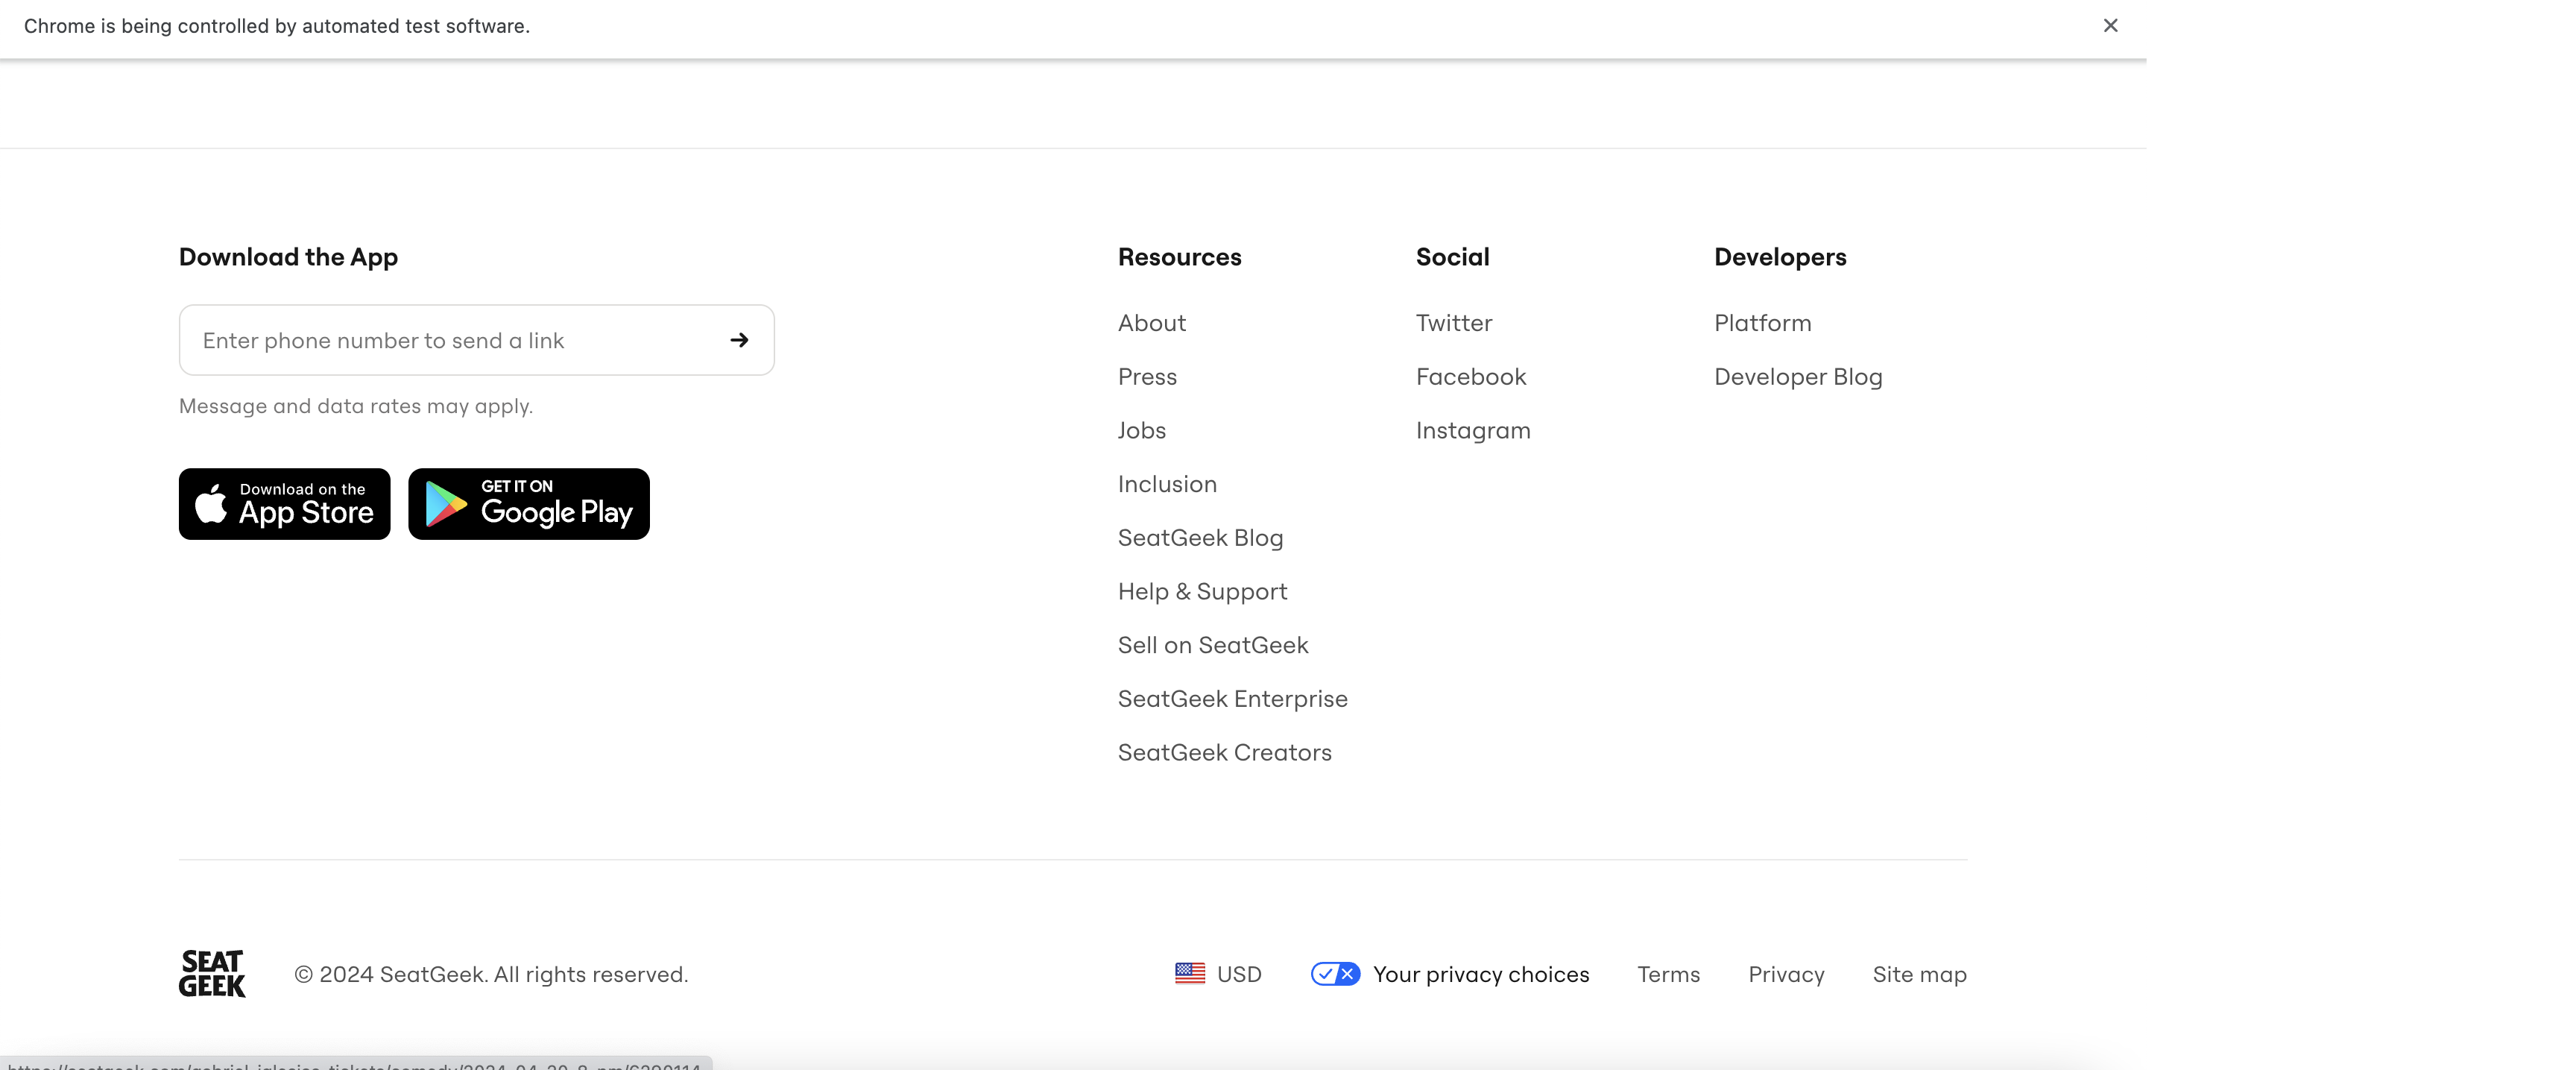 Chrome is being controlled by automated test software.
Download the App
Enter phone number to send a link
Message and data rates may apply.
Download on the
App Store
GET IT ON
Google Play
Resources
About
Press
Jobs
Inclusion
SeatGeek Blog
Help & Support
Sell on SeatGeek
SeatGeek Enterprise
SeatGeek Creators
Social
Twitter
Facebook
Instagram
Developers
Platform
Developer Blog
SEAT
GEEK
© 2024 SeatGeek. All rights reserved.
USD
Your privacy choices
Terms
Privacy
Site map